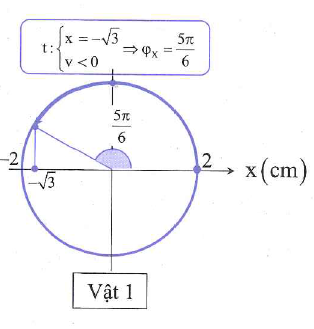 t: { x = −√3
v < 0 ⇒ φₓ = 5π/6
5π/6
−2
−√3
2
x (cm)
Vật 1